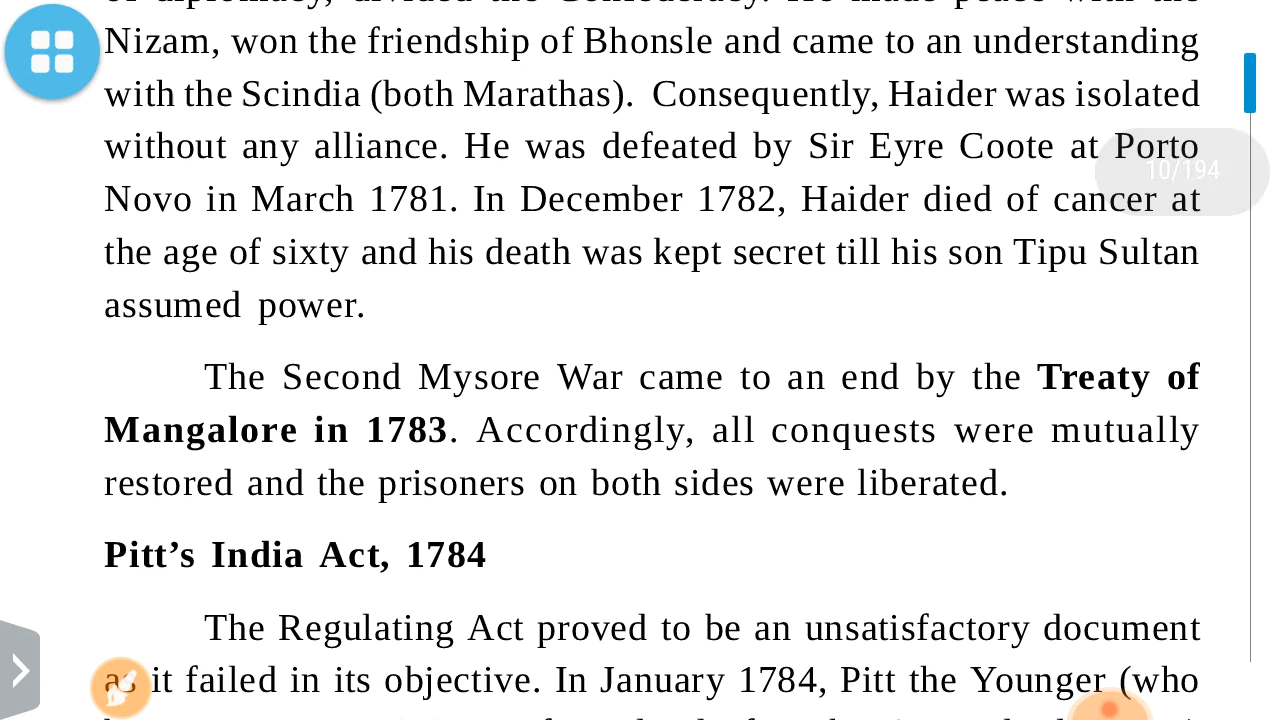 Nizam, won the friendship of Bhonsle and came to an understanding
with the Scindia (both Marathas). Consequently, Haider was isolated
without any alliance. He was defeated by Sir Eyre Coote at Porto
10/194
Novo in March 1781. In December 1782, Haider died of cancer at
the age of sixty and his death was kept secret till his son Tipu Sultan
assumed power.
The Second Mysore War came to an end by the Treaty of
Mangalore in 1783. Accordingly, all conquests were mutually
restored and the prisoners on both sides were liberated.
Pitt’s India Act, 1784
The Regulating Act proved to be an unsatisfactory document
as it failed in its objective. In January 1784, Pitt the Younger (who